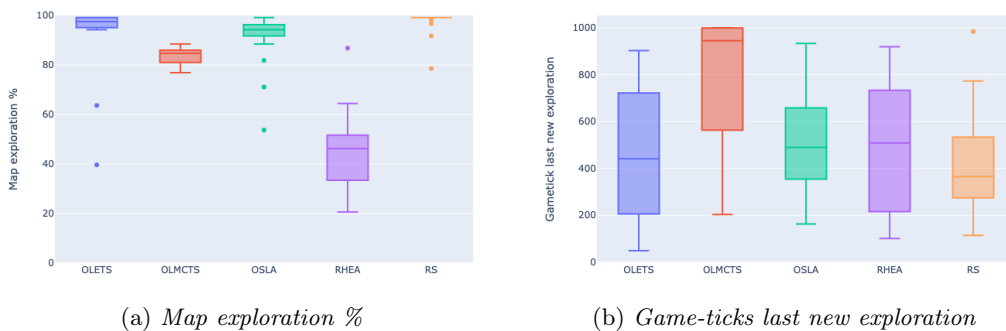 Map exploration %
100
80
60
40
20
0
OLETS OLMCTS OSLA RHEA RS
(a) Map exploration %
Gametick last new exploration
1000
800
600
400
200
0
OLETS OLMCTS OSLA RHEA RS
(b) Game-ticks last new exploration